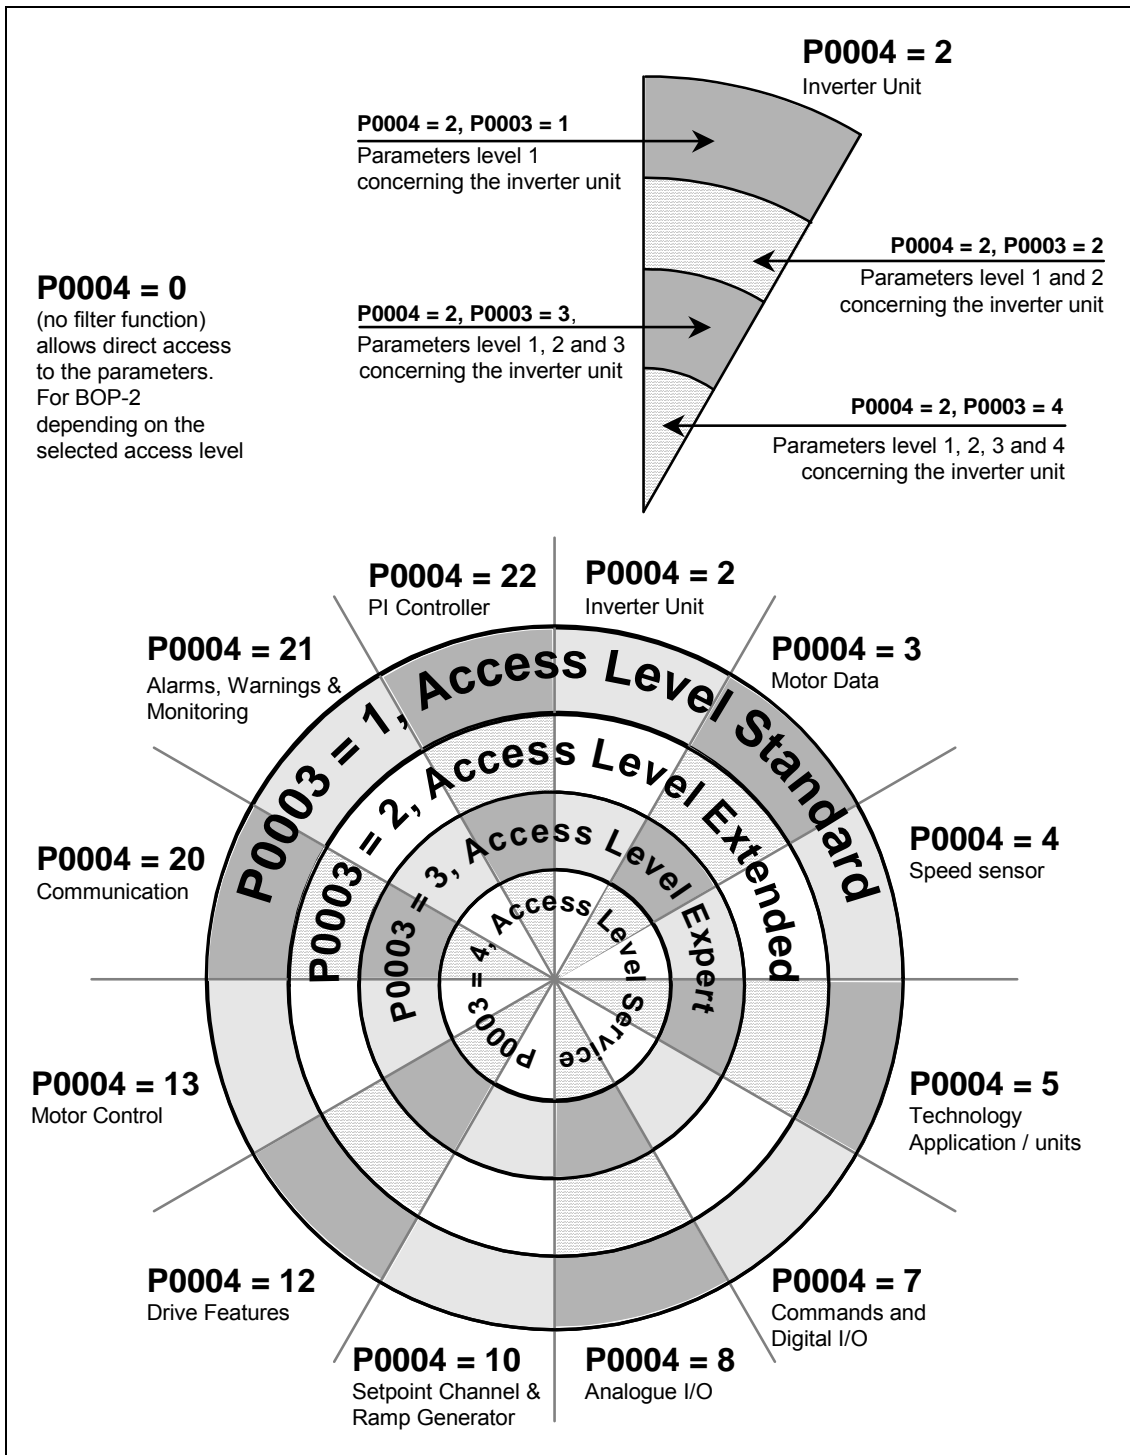 P0004 = 2
Inverter Unit
P0004 = 2, P0003 = 1
Parameters level 1
concerning the inverter unit
P0004 = 2, P0003 = 2
Parameters level 1 and 2
concerning the inverter unit
P0004 = 0
(no filter function)
allows direct access
to the parameters.
For BOP-2
depending on the
selected access level
P0004 = 2, P0003 = 3,
Parameters level 1, 2 and 3
concerning the inverter unit
P0004 = 2, P0003 = 4
Parameters level 1, 2, 3 and 4
concerning the inverter unit
P0004 = 22
PI Controller
P0004 = 2
Inverter Unit
P0004 = 21
Alarms, Warnings &
Monitoring
P0004 = 3
Motor Data
P0003 = 1, Access Level Standard
P0003 = 2, Access Level Extended
P0003 = 3, Access Level Expert
P0003 = 4, Access Level Service
P0004 = 20
Communication
P0004 = 4
Speed sensor
P0004 = 13
Motor Control
P0004 = 5
Technology
Application / units
P0004 = 12
Drive Features
P0004 = 7
Commands and
Digital I/O
P0004 = 10
Setpoint Channel &
Ramp Generator
P0004 = 8
Analogue I/O